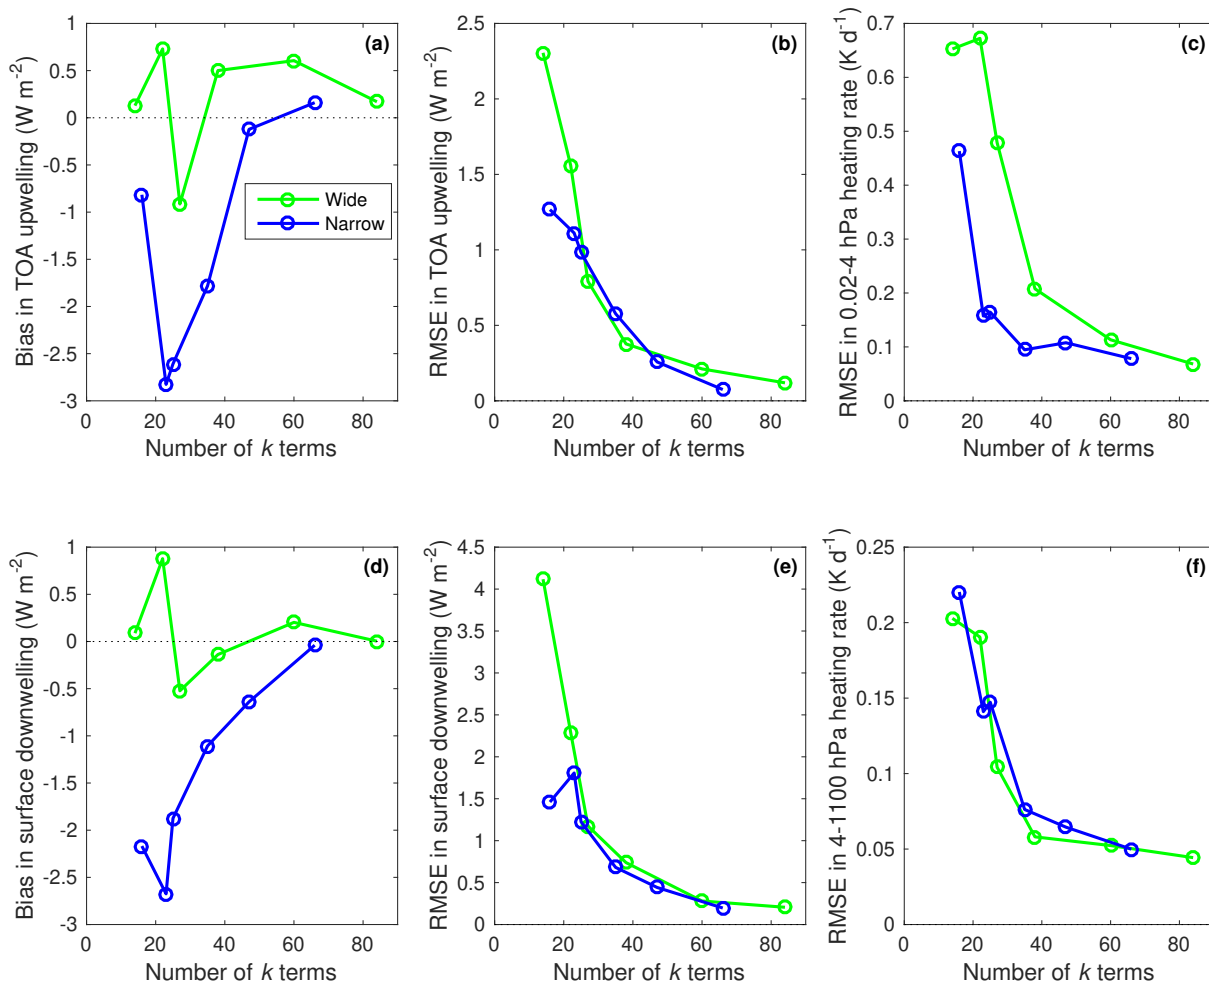 (a)
Bias in TOA upwelling (W m-2)
1
0.5
0
-0.5
-1
-1.5
-2
-2.5
-3
Wide
Narrow
0 20 40 60 80
Number of k terms
(b)
RMSE in TOA upwelling (W m-2)
2.5
2
1.5
1
0.5
0
0 20 40 60 80
Number of k terms
(c)
RMSE in 0.02-4 hPa heating rate (K d-1)
0.7
0.6
0.5
0.4
0.3
0.2
0.1
0
0 20 40 60 80
Number of k terms
(d)
Bias in surface downwelling (W m-2)
1
0.5
0
-0.5
-1
-1.5
-2
-2.5
-3
0 20 40 60 80
Number of k terms
(e)
RMSE in surface downwelling (W m-2)
4.5
4
3.5
3
2.5
2
1.5
1
0.5
0
0 20 40 60 80
Number of k terms
(f)
RMSE in 4-1100 hPa heating rate (K d-1)
0.25
0.2
0.15
0.1
0.05
0
0 20 40 60 80
Number of k terms